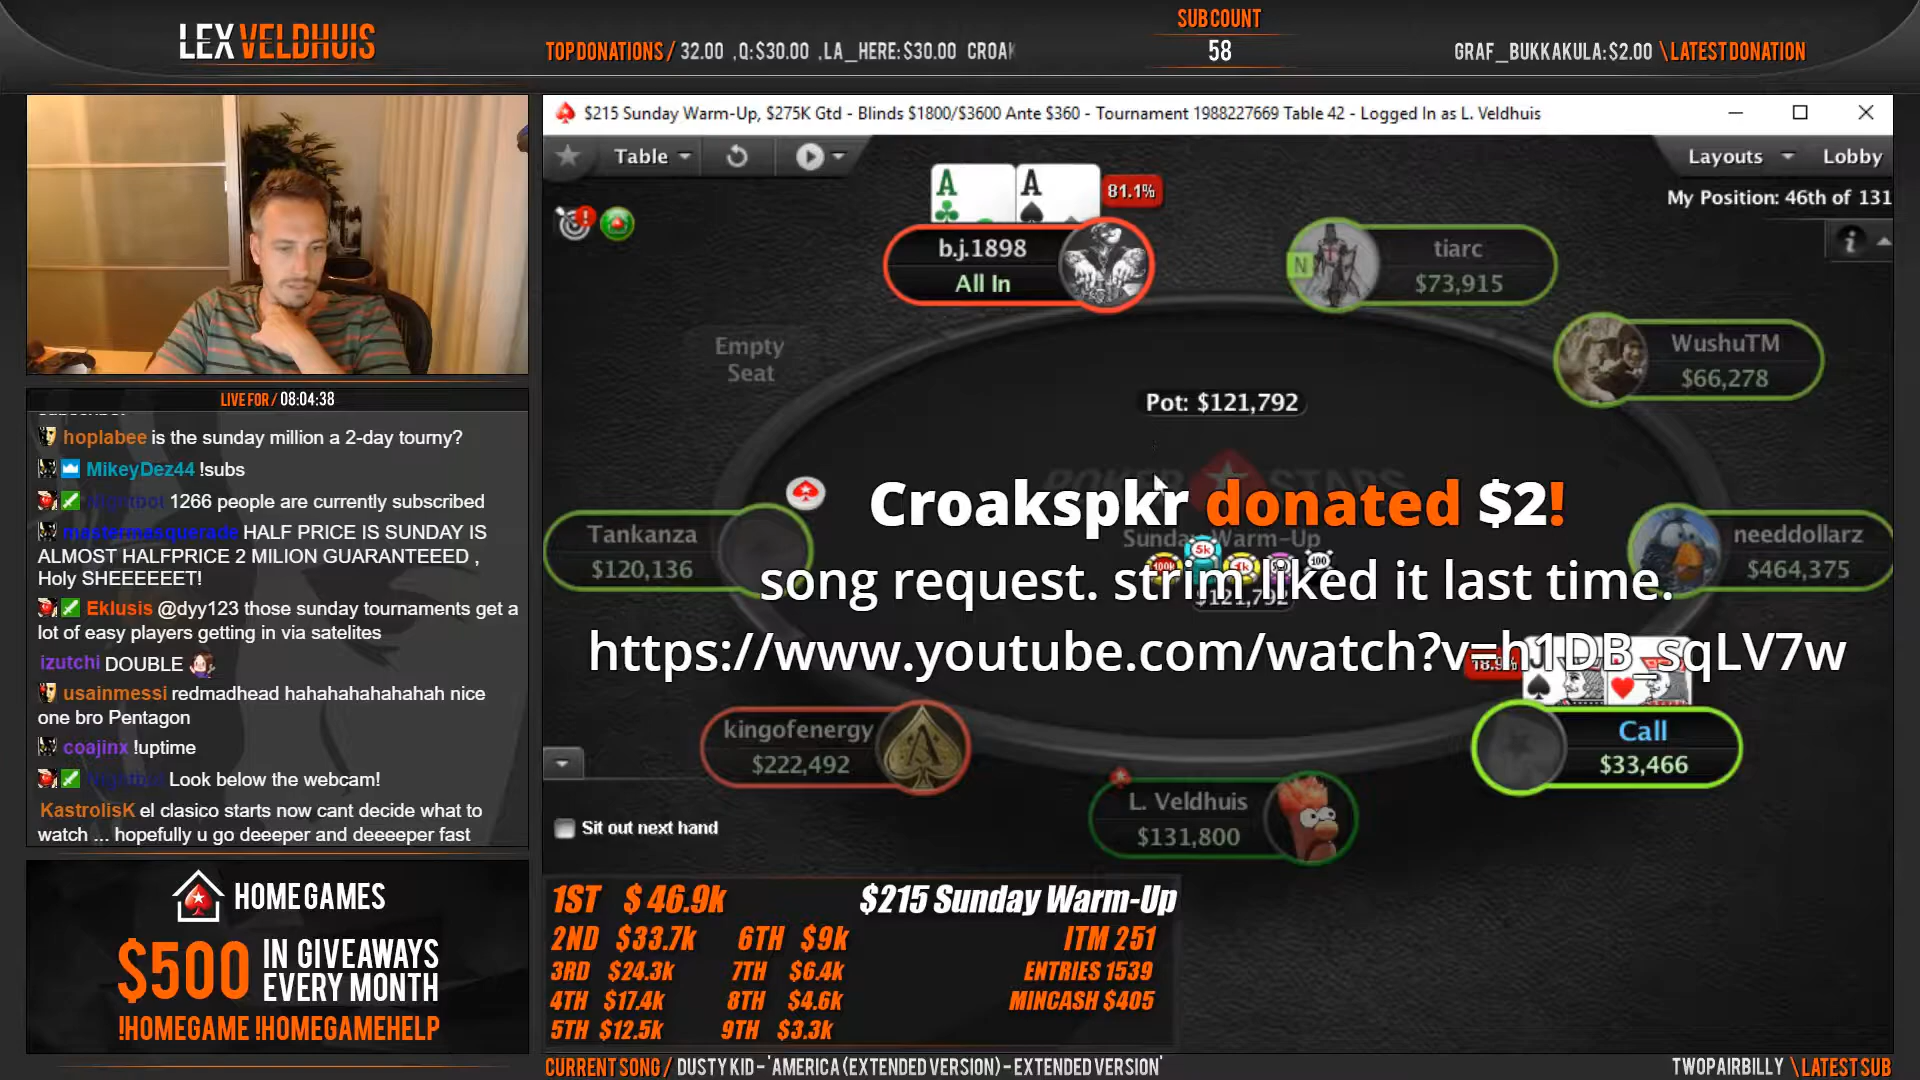 LEX VELDHUIS
TOP DONATIONS / 32.00 ,Q:$30.00 ,LA_HERE:$30.00 CROAK
SUB COUNT
58
GRAF_BUKKAKULA:$2.00 \LATEST DONATION
$215 Sunday Warm-Up, $275K Gtd - Blinds $1800/$3600 Ante $360 - Tournament 1988227669 Table 42 - Logged In as L. Veldhuis
Table
Layouts
Lobby
My Position: 46th of 131
A A
81.1%
b.j.1898
All In
N
tiarc
$73,915
WushuTM
$66,278
Empty
Seat
Pot: $121,792
Croakspkr donated $2!
Sunday Warm-Up
song request. strim liked it last time.
$121,792
https://www.youtube.com/watch?v=h1DB_sqLV7w
Tankanza
$120,136
needdollarz
$464,375
18.9%
Call
$33,466
kingofenergy
$222,492
L. Veldhuis
$131,800
Sit out next hand
LIVE FOR / 08:04:38
hoplabee is the sunday million a 2-day tourny?
MikeyDez44 !subs
Nightbot 1266 people are currently subscribed
mastermasquerade HALF PRICE IS SUNDAY IS
ALMOST HALFPRICE 2 MILION GUARANTEEED ,
Holy SHEEEEEET!
Eklusis @dyy123 those sunday tournaments get a
lot of easy players getting in via satelites
izutchi DOUBLE
usainmessi redmadhead hahahahahahahah nice
one bro Pentagon
coajinx !uptime
Nightbot Look below the webcam!
KastrolisK el clasico starts now cant decide what to
watch ... hopefully u go deeeper and deeeeper fast
HOME GAMES
$500 IN GIVEAWAYS
EVERY MONTH
!HOMEGAME !HOMEGAMEHELP
1ST $ 46.9k
$215 Sunday Warm-Up
2ND $33.7k 6TH $9k ITM 251
3RD $24.3k 7TH $6.4k ENTRIES 1539
4TH $17.4k 8TH $4.6k MINCASH $405
5TH $12.5k 9TH $3.3k
CURRENT SONG / DUSTY KID - 'AMERICA (EXTENDED VERSION) - EXTENDED VERSION'
TWOPAIRBILLY \LATEST SUB